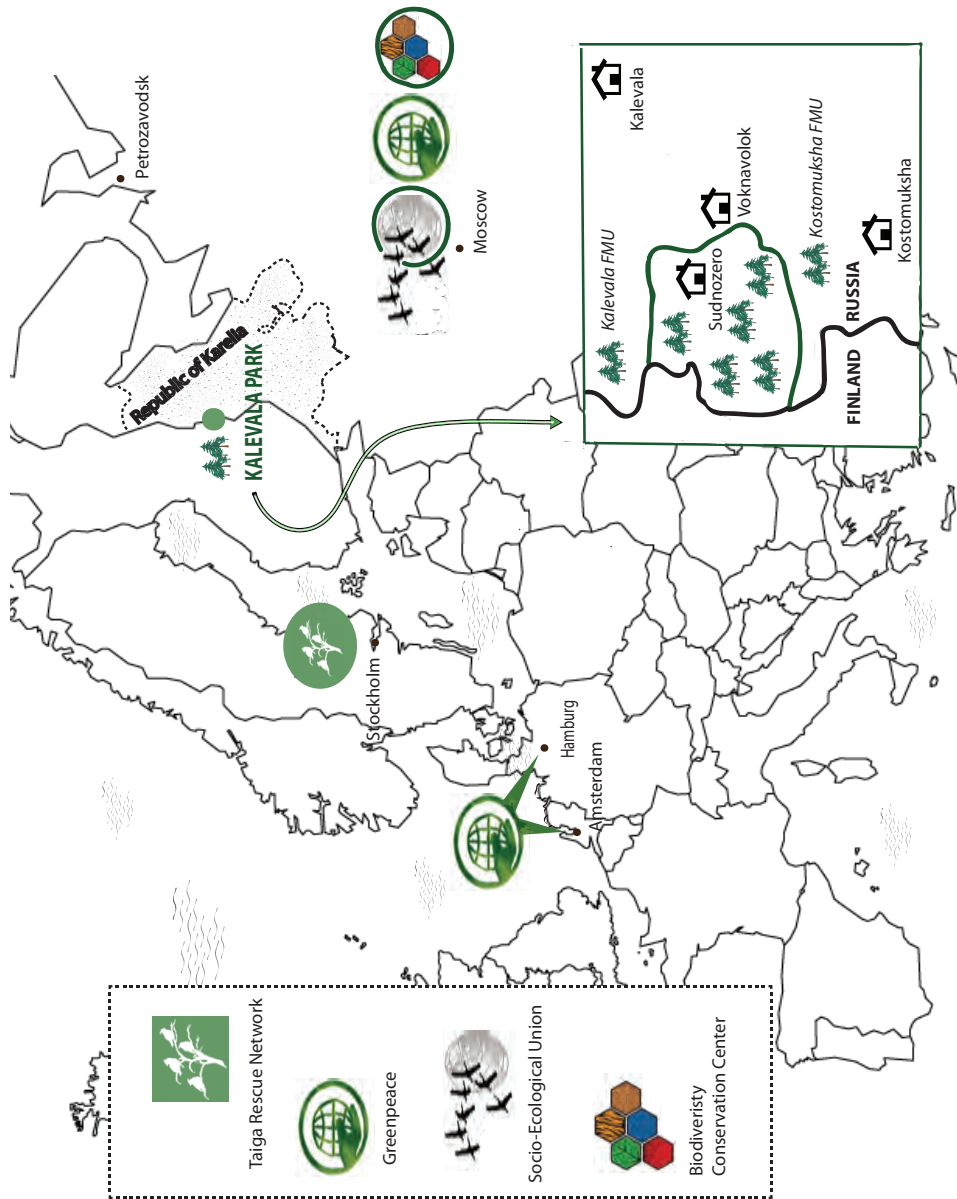 Petrozavodsk
Republic of Karelia
KALEVALA PARK
Moscow
Stockholm
Hamburg
Amsterdam
Kalevala
Kalevala FMU
Voknavolok
Sudnozero
Kostomuksha FMU
Kostomuksha
FINLAND
RUSSIA
Taiga Rescue Network
Greenpeace
Socio-Ecological Union
Biodiveristy
Conservation Center